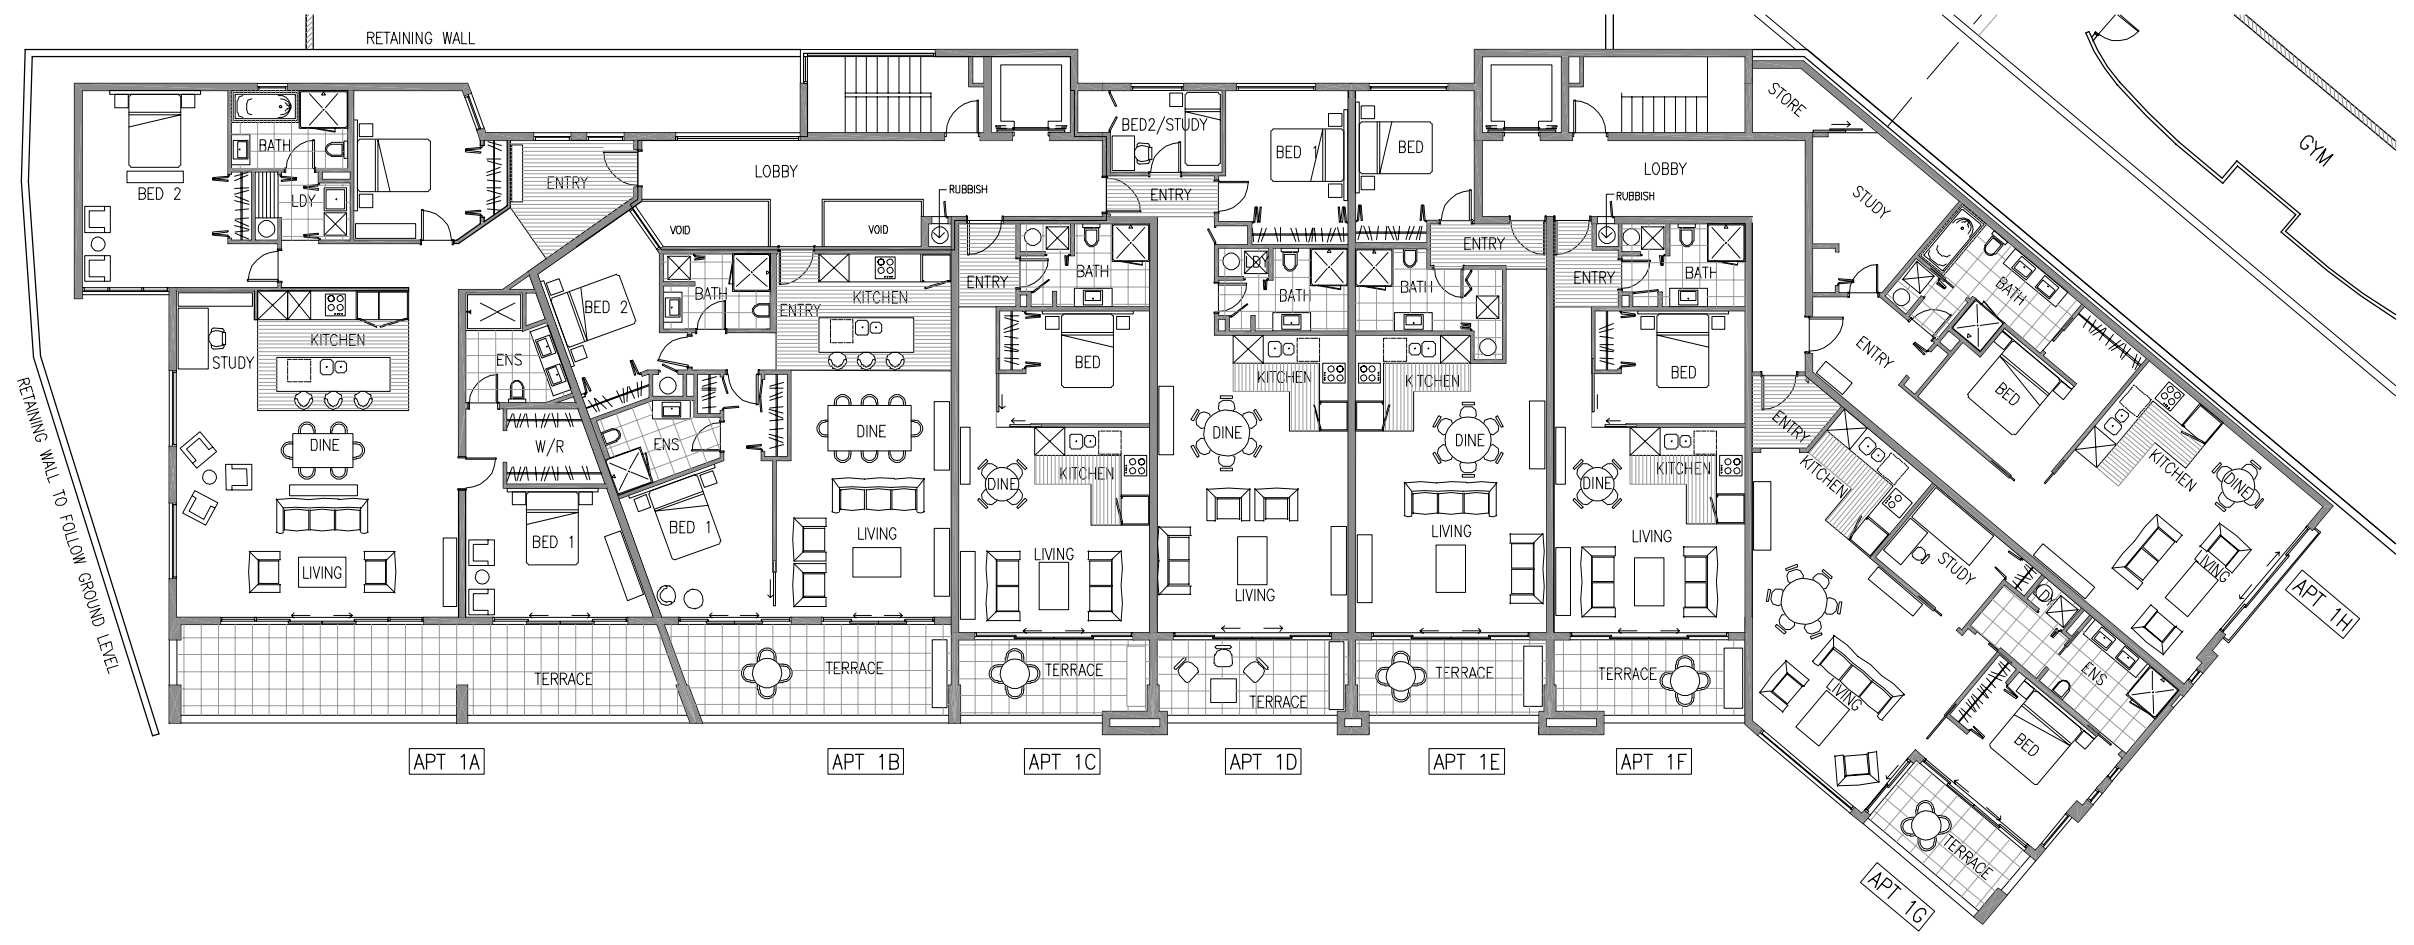 RETAINING WALL
STORE
GYM
BED 2
BATH
LDY
ENTRY
LOBBY
RUBBISH
VOID
VOID
BED2/STUDY
ENTRY
BED 1
BED
LOBBY
RUBBISH
STUDY
STUDY
KITCHEN
DINE
LIVING
ENS
W/R
BED 1
TERRACE
BED 2
BATH
ENTRY
KITCHEN
ENS
BED 1
DINE
LIVING
TERRACE
ENTRY
BATH
BED
KITCHEN
DINE
LIVING
TERRACE
D
BATH
KITCHEN
DINE
LIVING
TERRACE
ENTRY
BATH
KITCHEN
DINE
LIVING
TERRACE
ENTRY
BATH
BED
KITCHEN
DINE
LIVING
TERRACE
ENTRY
KITCHEN
STUDY
LIVING
D
ENS
BED
TERRACE
BATH
ENTRY
BED
KITCHEN
DINE
LIVING
RETAINING WALL TO FOLLOW GROUND LEVEL
APT 1A
APT 1B
APT 1C
APT 1D
APT 1E
APT 1F
APT 1G
APT 1H